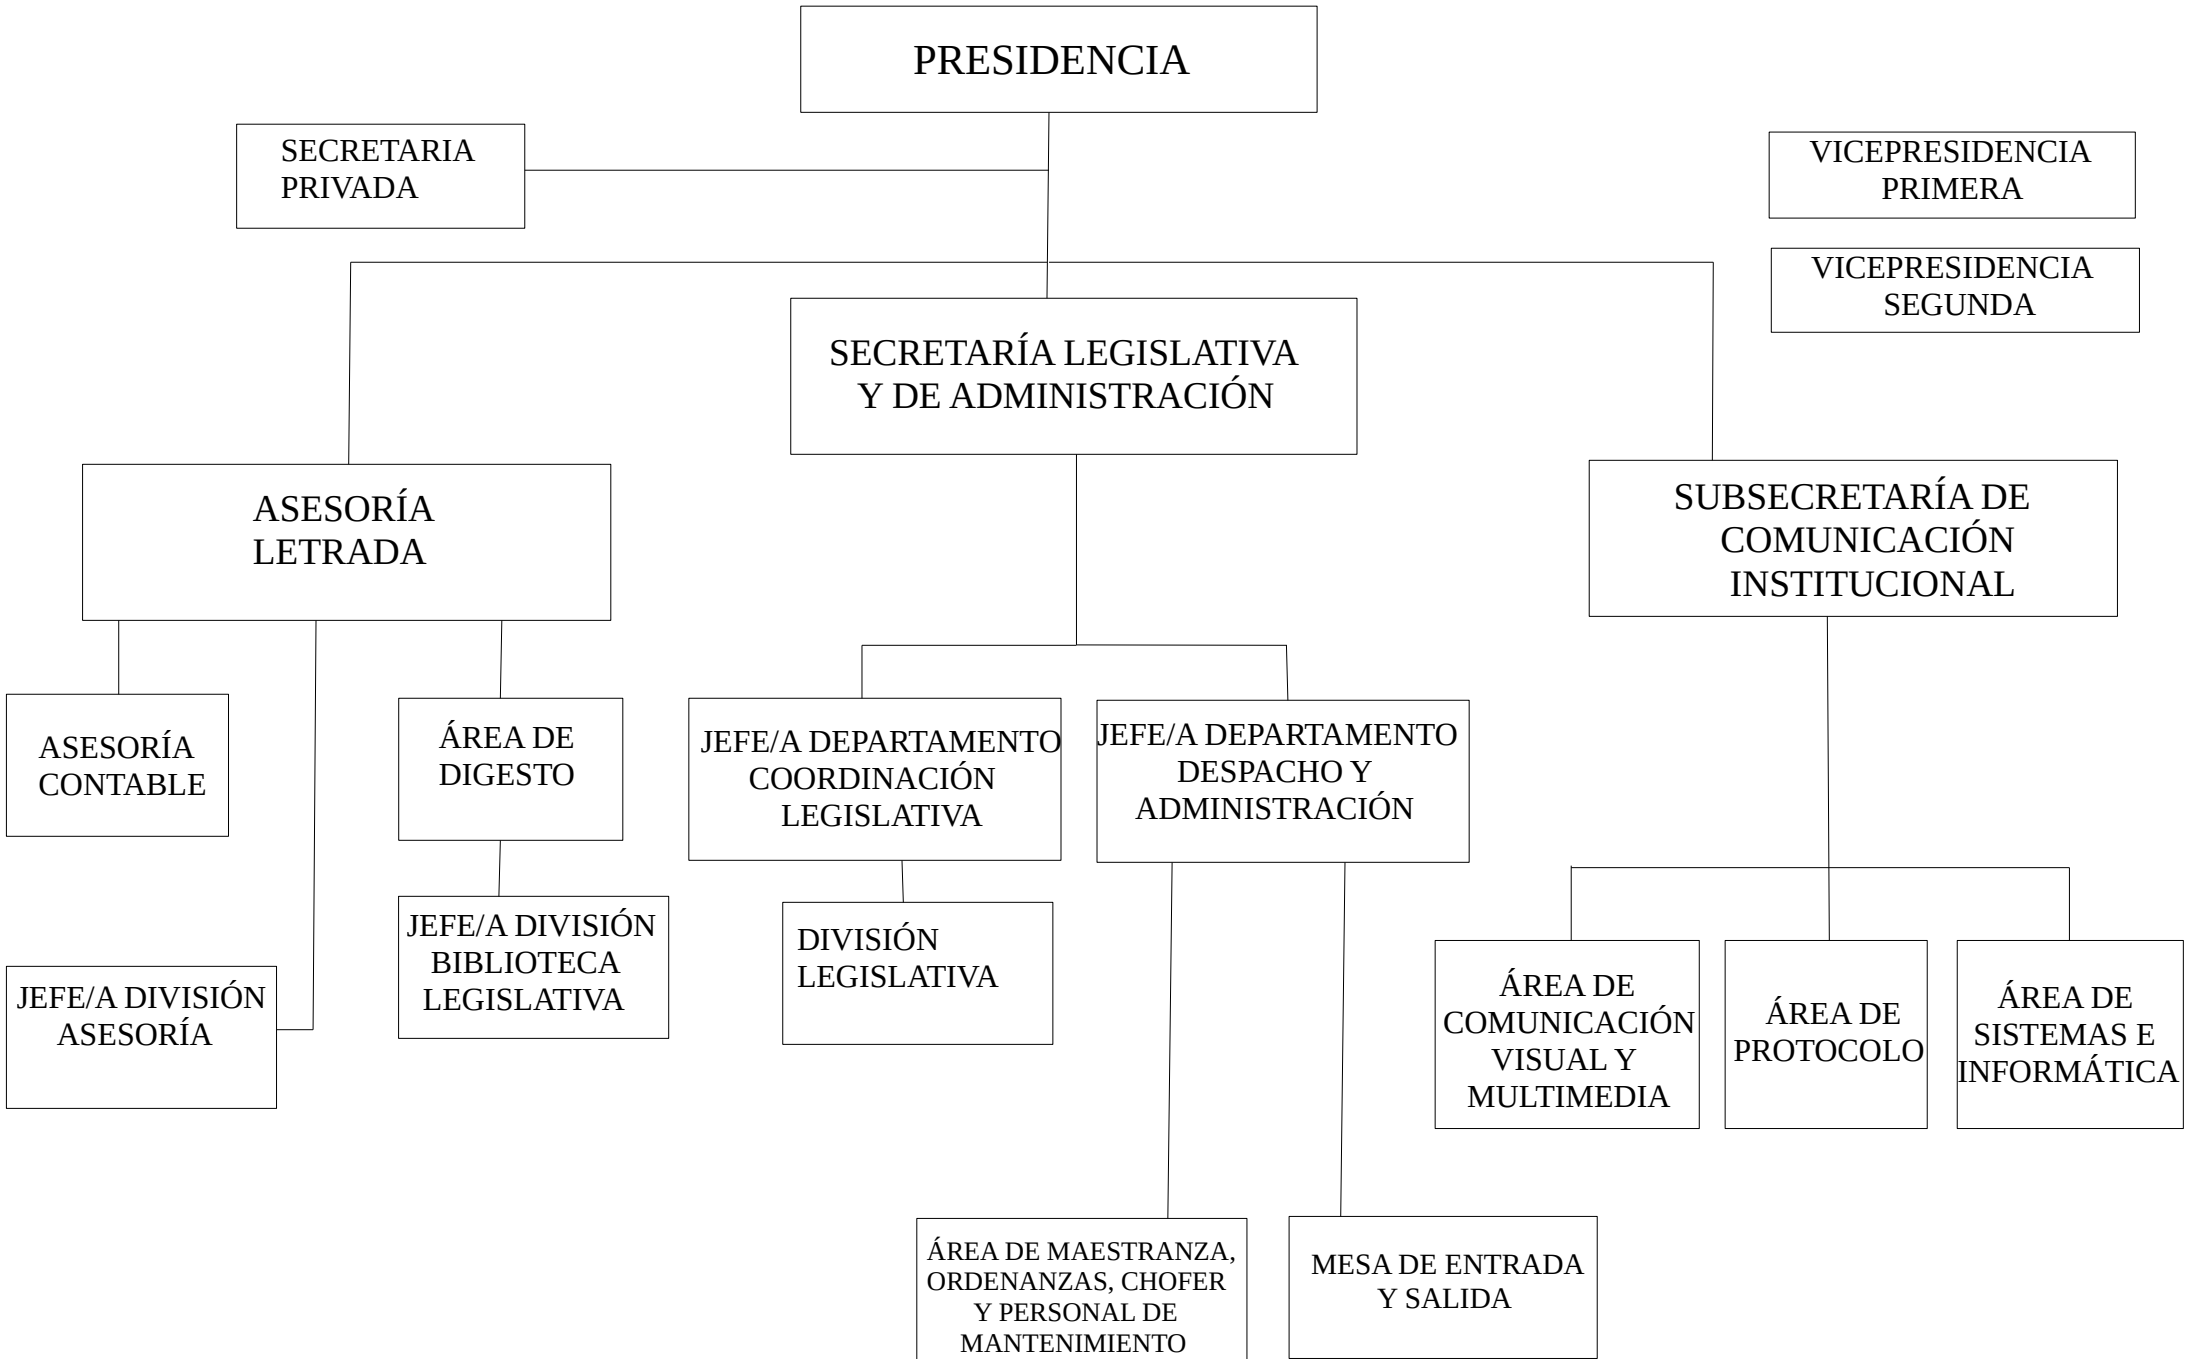 PRESIDENCIA
SECRETARIA
PRIVADA
VICEPRESIDENCIA
PRIMERA
VICEPRESIDENCIA
SEGUNDA
SECRETARÍA LEGISLATIVA
Y DE ADMINISTRACIÓN
ASESORÍA
LETRADA
SUBSECRETARÍA DE
COMUNICACIÓN
INSTITUCIONAL
ASESORÍA
CONTABLE
ÁREA DE
DIGESTO
JEFE/A DEPARTAMENTO
COORDINACIÓN
LEGISLATIVA
JEFE/A DEPARTAMENTO
DESPACHO Y
ADMINISTRACIÓN
JEFE/A DIVISIÓN
ASESORÍA
JEFE/A DIVISIÓN
BIBLIOTECA
LEGISLATIVA
DIVISIÓN
LEGISLATIVA
ÁREA DE
COMUNICACIÓN
VISUAL Y
MULTIMEDIA
ÁREA DE
PROTOCOLO
ÁREA DE
SISTEMAS E
INFORMÁTICA
ÁREA DE MAESTRANZA,
ORDENANZAS, CHOFER
Y PERSONAL DE
MANTENIMIENTO
MESA DE ENTRADA
Y SALIDA